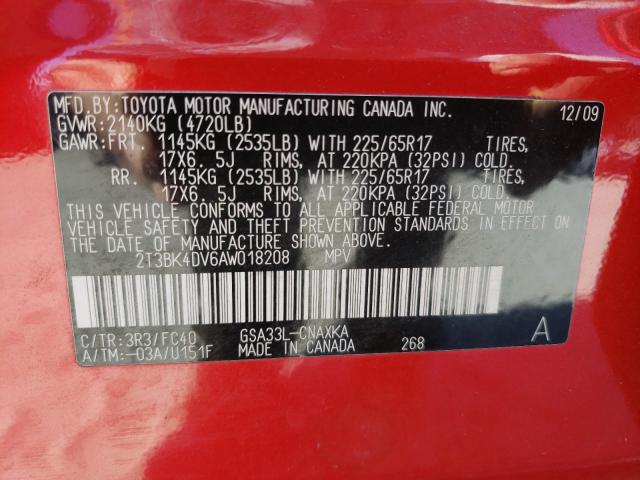 MFD.BY:TOYOTA MOTOR MANUFACTURING CANADA INC. 12/09
GVWR:2140KG (4720LB)
GAWR:FRT. 1145KG (2535LB) WITH 225/65R17 TIRES,
17X6.5J RIMS, AT 220KPA (32PSI) COLD.
RR. 1145KG (2535LB) WITH 225/65R17 TIRES,
17X6.5J RIMS, AT 220KPA (32PSI) COLD.
THIS VEHICLE CONFORMS TO ALL APPLICABLE FEDERAL MOTOR
VEHICLE SAFETY AND THEFT PREVENTION STANDARDS IN EFFECT ON
THE DATE OF MANUFACTURE SHOWN ABOVE.
2T3BK4DV6AW018208 MPV
C/TR:3R3/FC40 GSA33L-CNAXKA A
A/TM:-03A/U151F MADE IN CANADA 268